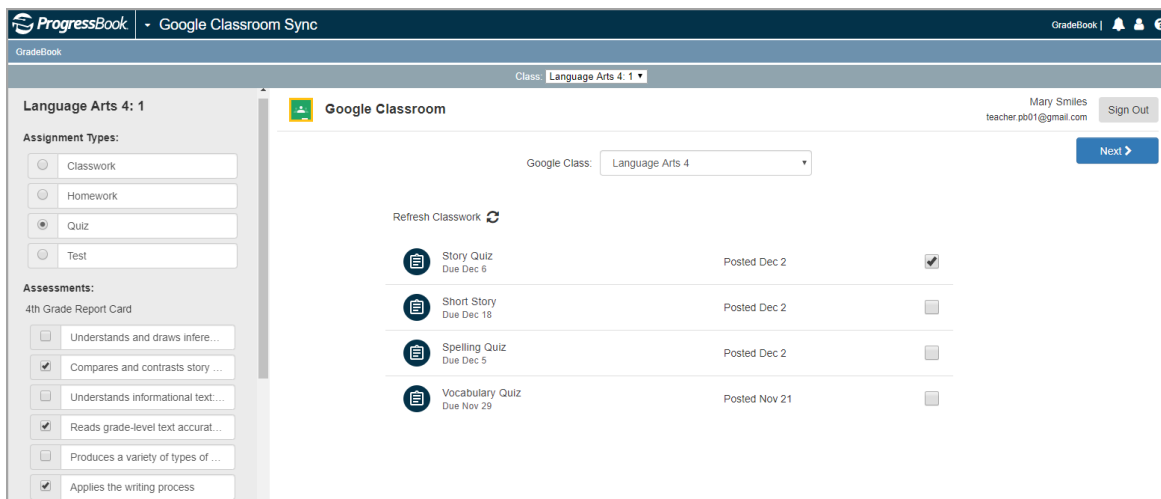 ProgressBook Google Classroom Sync GradeBook |
GradeBook
Class: Language Arts 4: 1
Language Arts 4: 1
Assignment Types:
Classwork
Homework
Quiz
Test
Assessments:
4th Grade Report Card
Understands and draws infere...
Compares and contrasts story ...
Understands informational text:...
Reads grade-level text accurat...
Produces a variety of types of ...
Applies the writing process
Google Classroom
Mary Smiles
teacher.pb01@gmail.com
Sign Out
Next
Google Class: Language Arts 4
Refresh Classwork
Story Quiz
Due Dec 6
Posted Dec 2
Short Story
Due Dec 18
Posted Dec 2
Spelling Quiz
Due Dec 5
Posted Dec 2
Vocabulary Quiz
Due Nov 29
Posted Nov 21